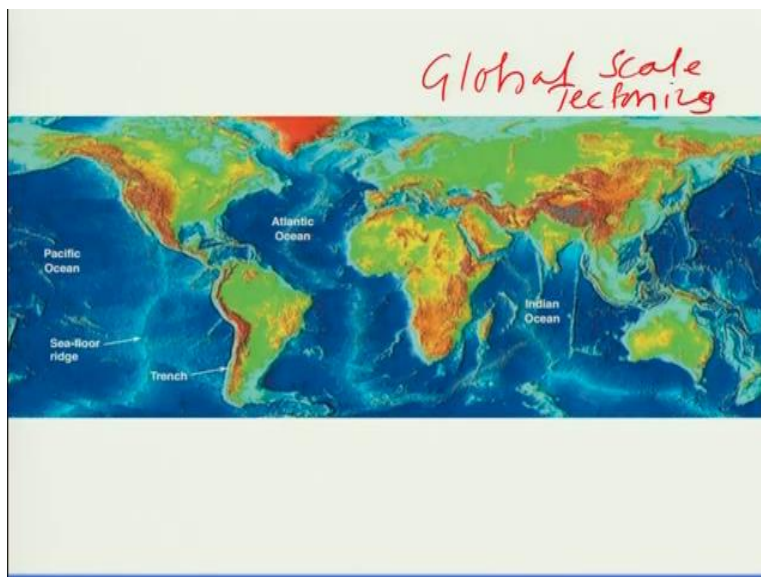 Global Scale
Tectonics
Atlantic
Ocean
Pacific
Ocean
Indian
Ocean
Sea-floor
ridge
Trench